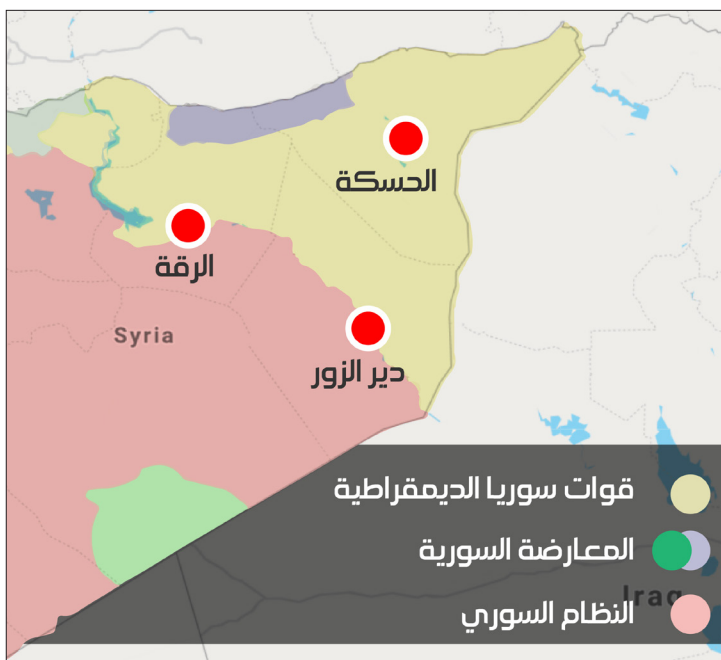 الحسكة
الرقة
Syria
دير الزور
قوات سوريا الديمقراطية
المعارضة السورية
Iraq
النظام السوري